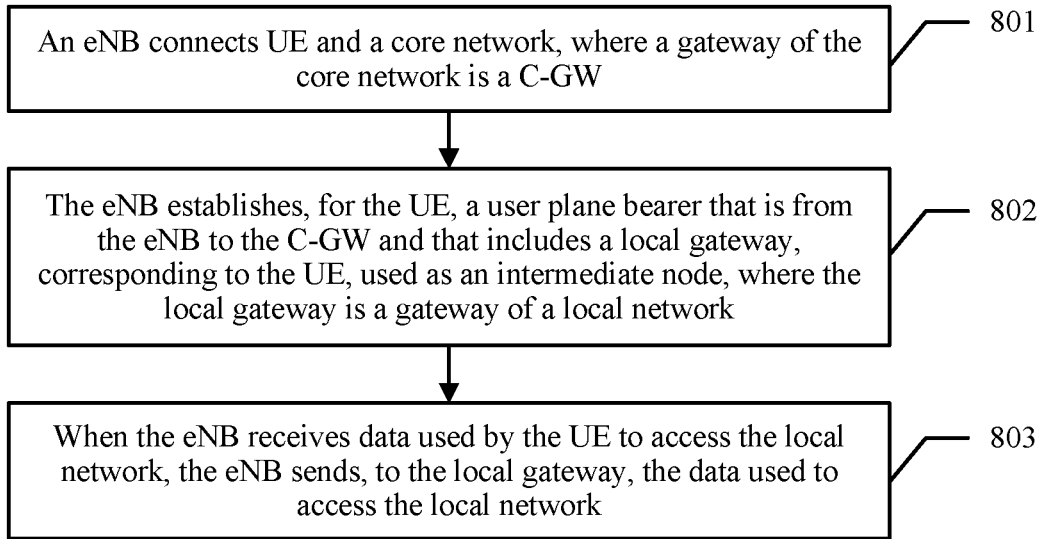 An eNB connects UE and a core network, where a gateway of the
core network is a C-GW
801
The eNB establishes, for the UE, a user plane bearer that is from
the eNB to the C-GW and that includes a local gateway,
corresponding to the UE, used as an intermediate node, where the
local gateway is a gateway of a local network
802
When the eNB receives data used by the UE to access the local
network, the eNB sends, to the local gateway, the data used to
access the local network
803